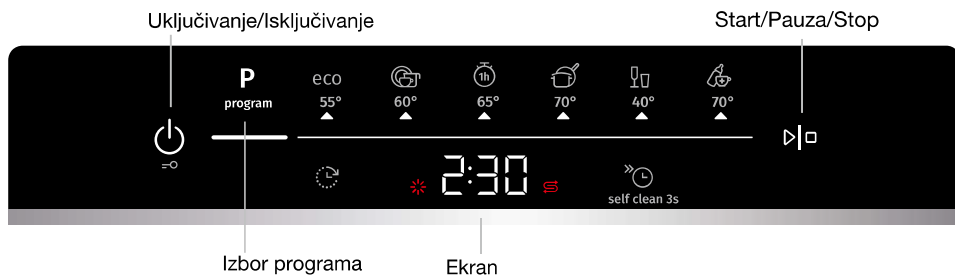 Uključivanje/Isključivanje
Start/Pauza/Stop
P
program
eco
55°
60°
1h
65°
70°
40°
70°
2:30
self clean 3s
Izbor programa
Ekran